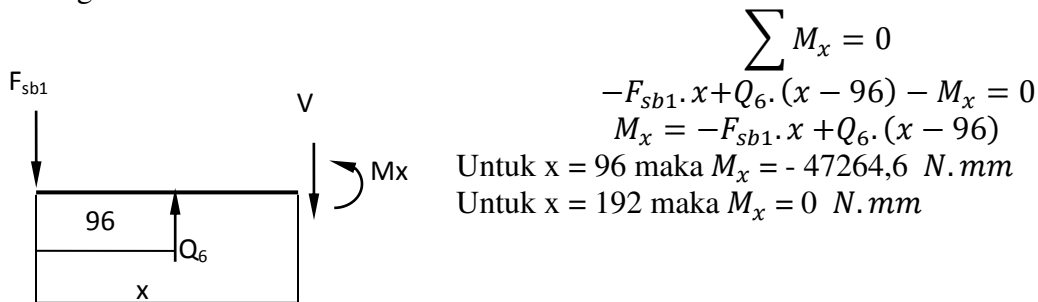 F_sb1
V
Mx
96
Q_6
x
∑ M_x = 0
−F_sb1. x+Q_6. (x − 96) − M_x = 0
M_x = −F_sb1. x +Q_6. (x − 96)
Untuk x = 96 maka M_x = - 47264,6 N. mm
Untuk x = 192 maka M_x = 0 N. mm